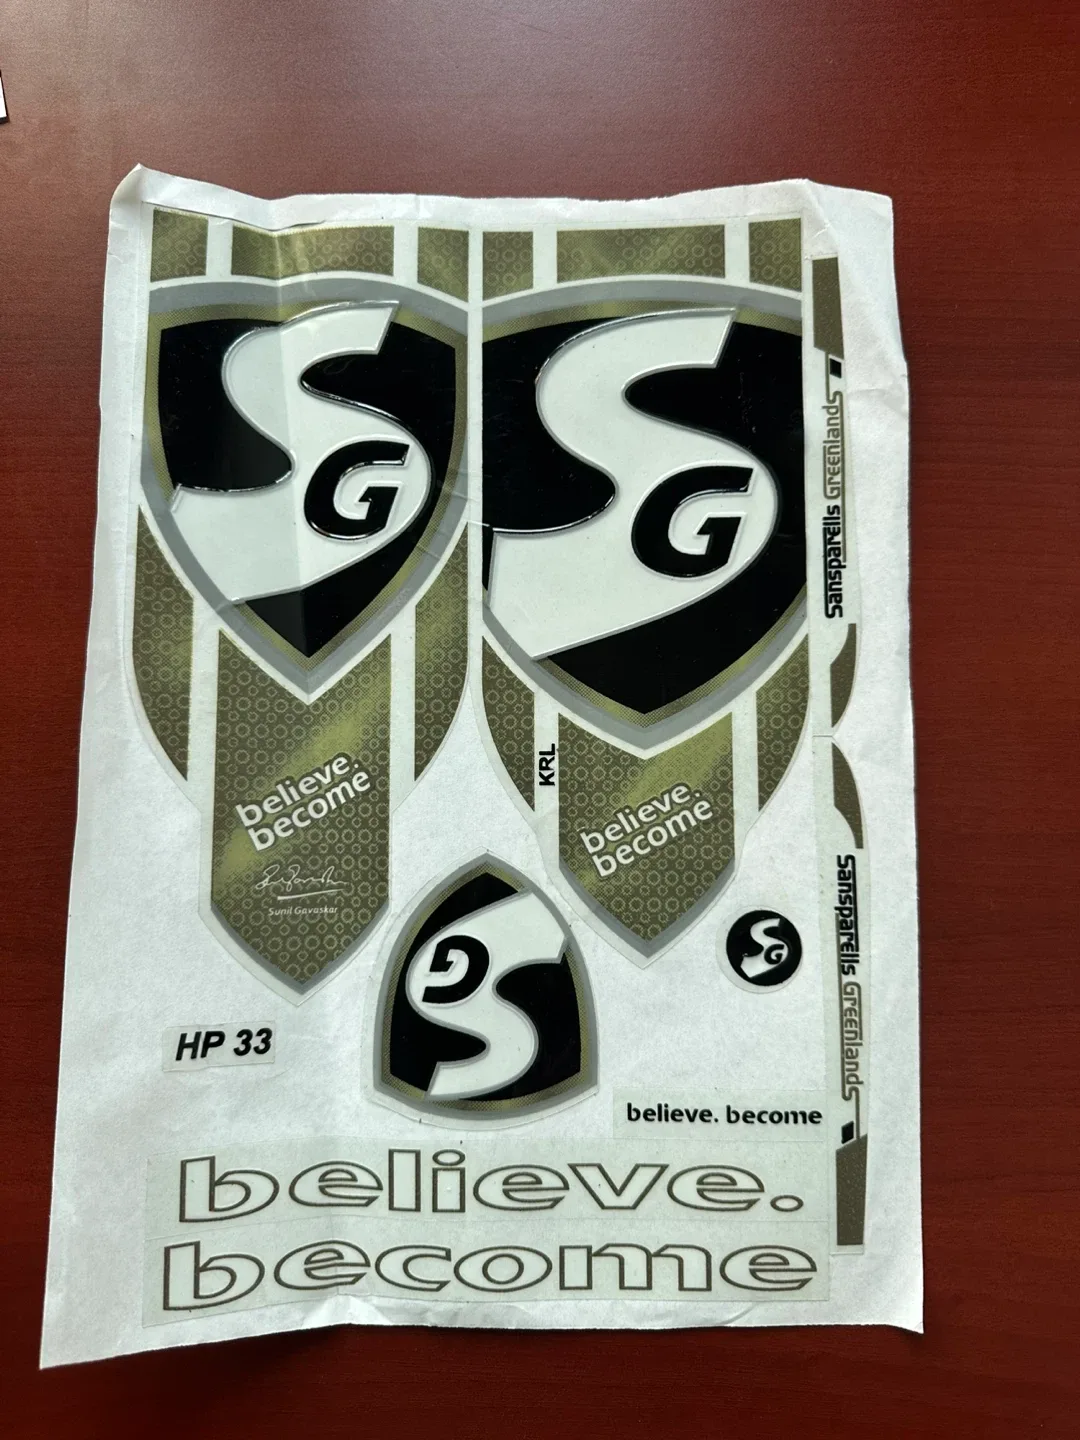 SG
SG
Sansparells Greenlands
believe.
become
Sunil Gavaskar
KRL
believe.
become
SG
SG
Sansparells Greenlands
HP 33
believe. become
believe.
become